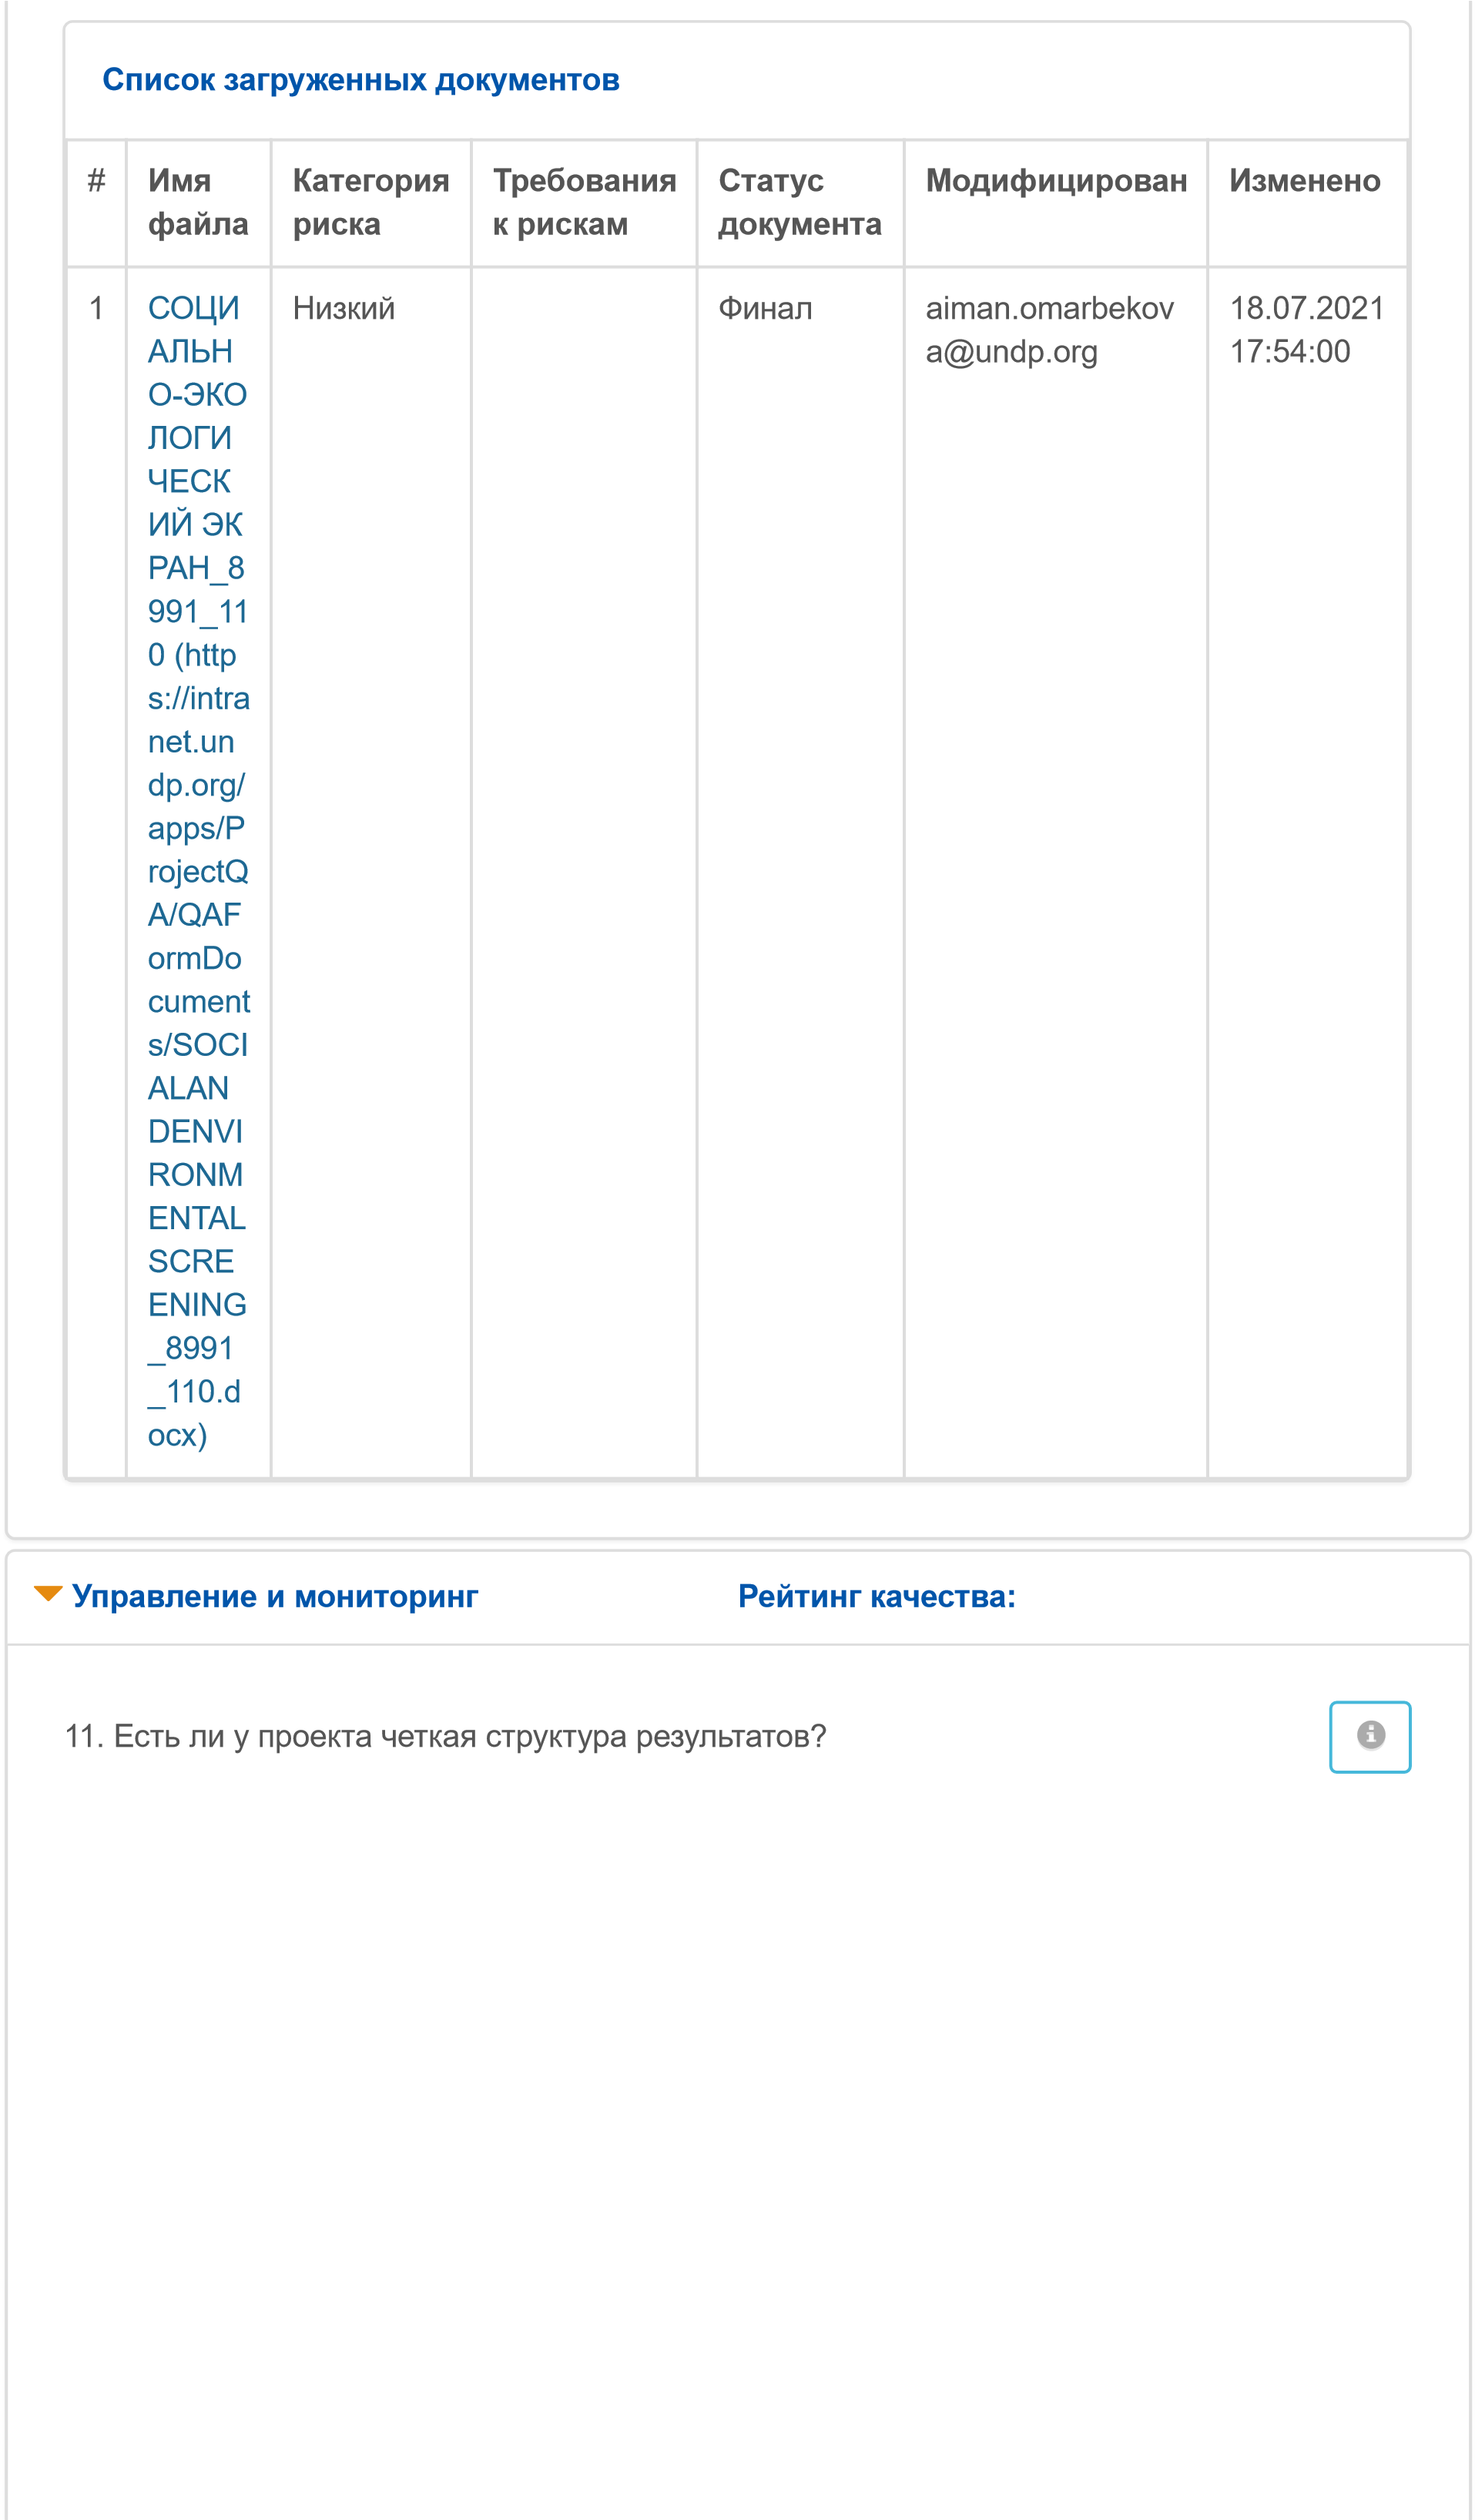 Список загруженных документов
# Имя файла Категория риска Требования к рискам Статус документа Модифицирован Изменено
1 СОЦИ Низкий Финал aiman.omarbekov 18.07.2021
АЛЬН a@undp.org 17:54:00
О-ЭКО
ЛОГИ
ЧЕСК
ИЙ ЭК
РАН_8
991_11
0 (http
s://intra
net.un
dp.org/
apps/P
rojectQ
A/QAF
ormDo
cument
s/SOCI
ALAN
DENVI
RONM
ENTAL
SCRE
ENING
_8991
_110.d
ocx)
Управление и мониторинг Рейтинг качества:
11. Есть ли у проекта четкая структура результатов?